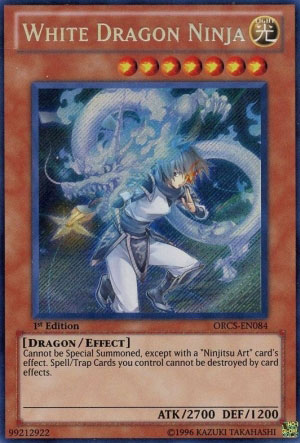 WHITE DRAGON NINJA
LIGHT
光
1st Edition
ORCS-EN084
[DRAGON/EFFECT]
Cannot be Special Summoned, except with a "Ninjitsu Art" card's
effect. Spell/Trap Cards you control cannot be destroyed by card
effects.
ATK/2700 DEF/1200
99212922
©1996 KAZUKI TAKAHASHI